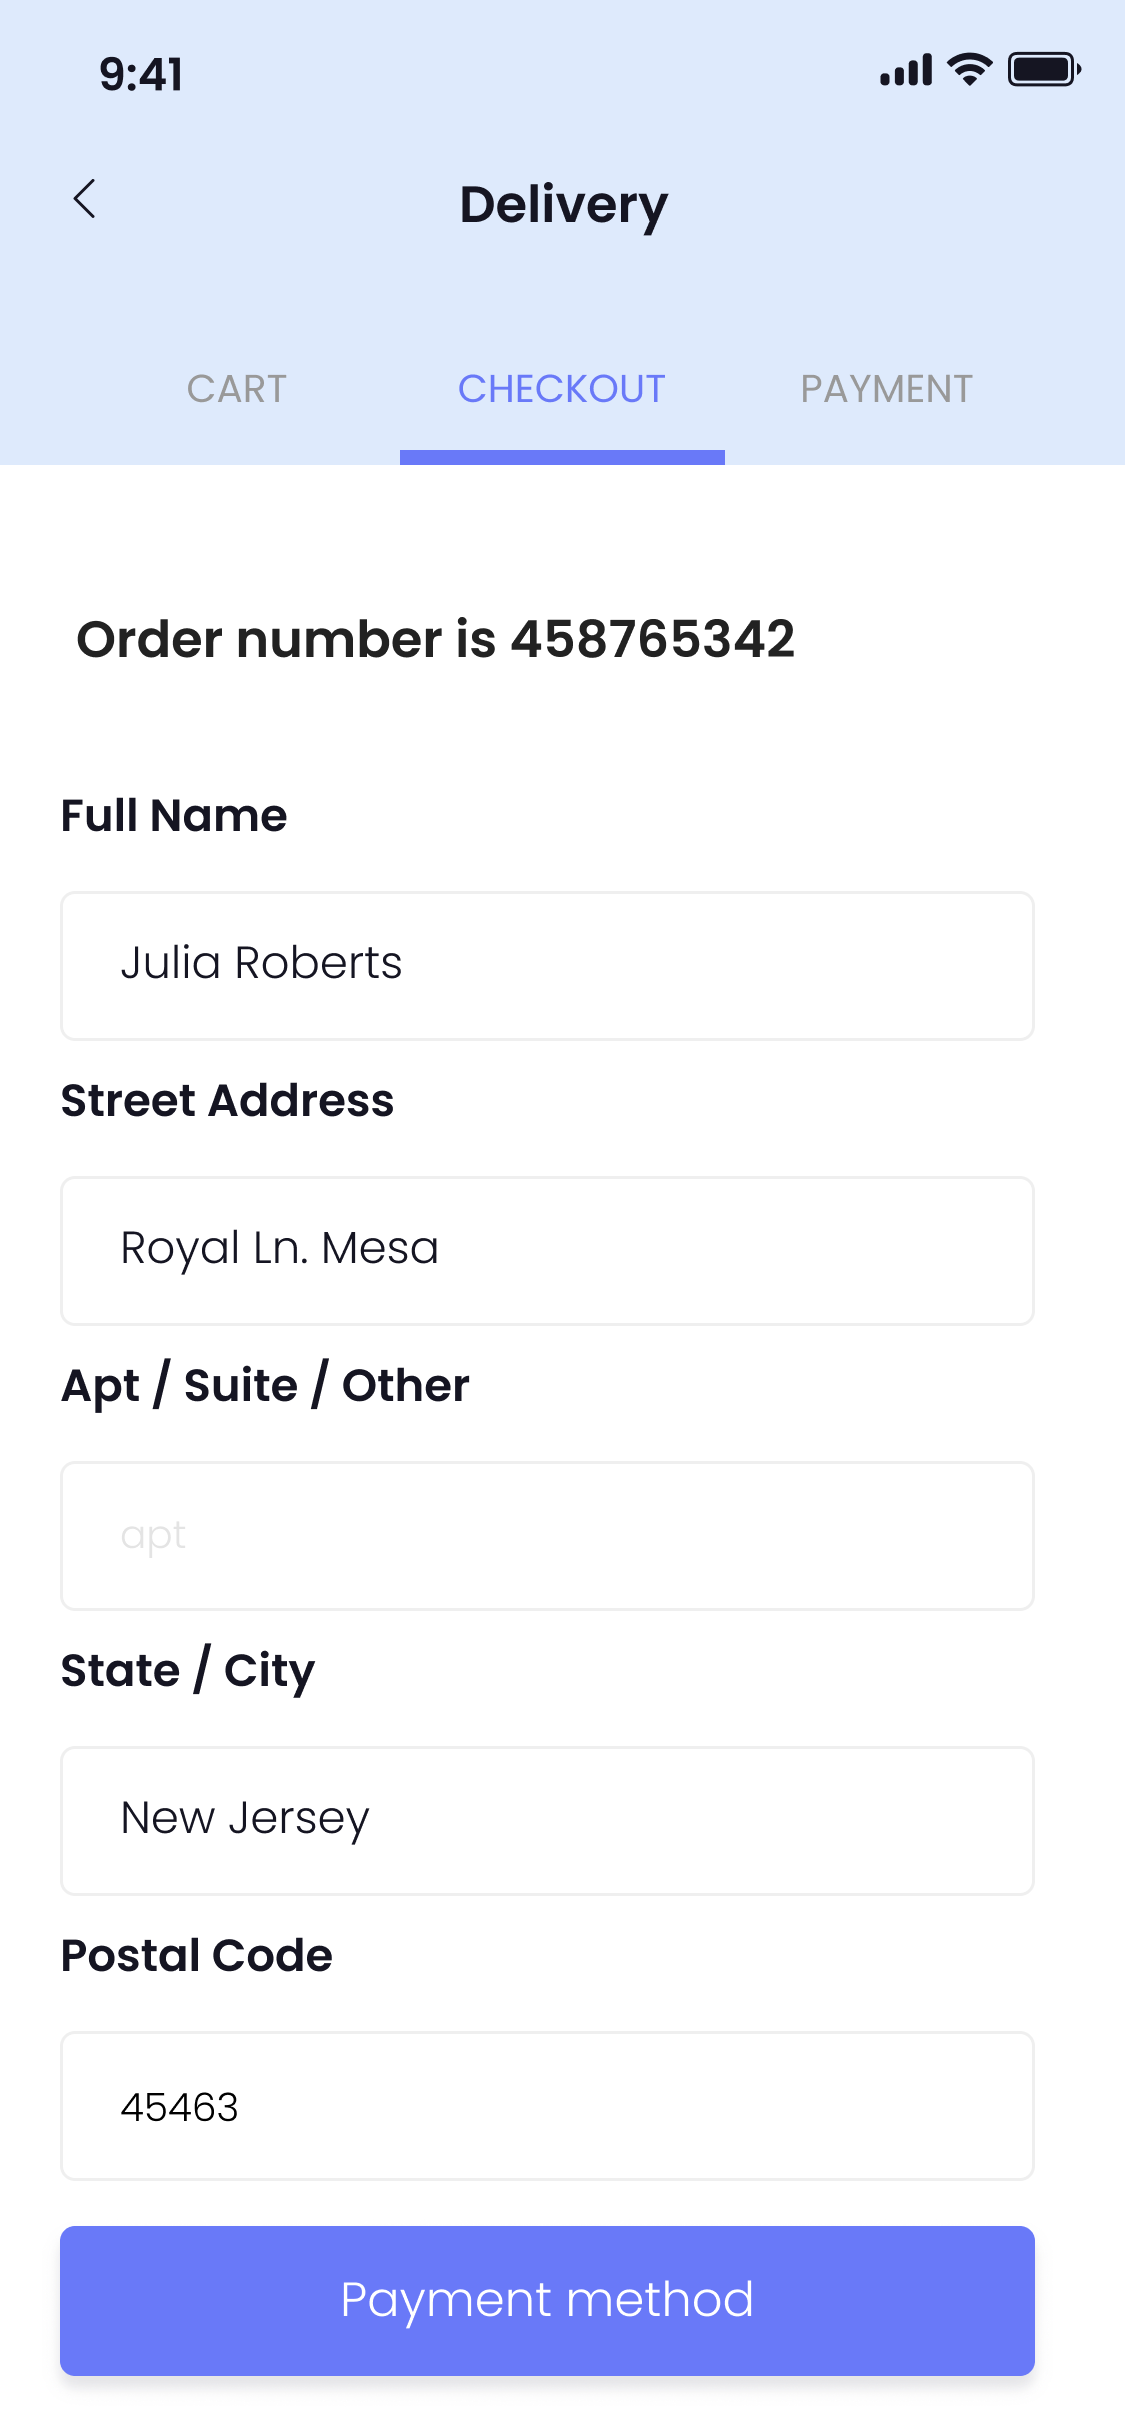 9:41
Delivery
CART CHECKOUT PAYMENT
Order number is 458765342
Full Name
Julia Roberts
Street Address
Royal Ln. Mesa
Apt / Suite / Other
apt
State / City
New Jersey
Postal Code
45463
Payment method